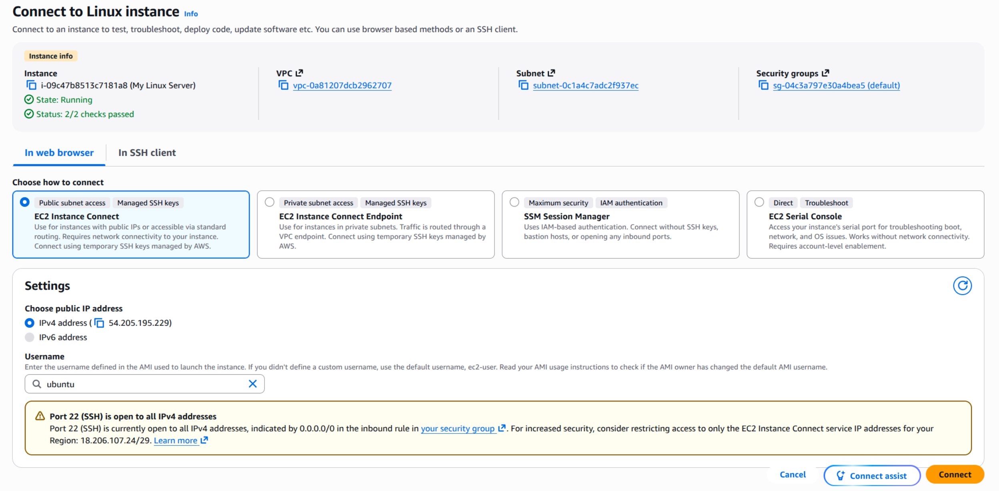 Connect to Linux instance Info
Connect to an instance to test, troubleshoot, deploy code, update software etc. You can use browser based methods or an SSH client.
Instance info
Instance
i-09c47b8513c7181a8 (My Linux Server)
State: Running
Status: 2/2 checks passed
VPC
vpc-0a81207dcb2962707
Subnet
subnet-0c1a4c7adc2f937ec
Security groups
sg-04c3a797e30a4bea5 (default)
In web browser
In SSH client
Choose how to connect
Public subnet access Managed SSH keys
EC2 Instance Connect
Use for instances with public IPs or accessible via standard
routing. Requires network connectivity to your instance.
Connect using temporary SSH keys managed by AWS.
Private subnet access Managed SSH keys
EC2 Instance Connect Endpoint
Use for instances in private subnets. Traffic is routed through a
VPC endpoint. Connect using temporary SSH keys managed by
AWS.
Maximum security IAM authentication
SSM Session Manager
Uses IAM-based authentication. Connect without SSH keys,
bastion hosts, or opening any inbound ports.
Direct Troubleshoot
EC2 Serial Console
Access your instance's serial port for troubleshooting boot,
network, and OS issues. Works without network connectivity.
Requires account-level enablement.
Settings
Choose public IP address
IPv4 address ( 54.205.195.229)
IPv6 address
Username
Enter the username defined in the AMI used to launch the instance. If you didn't define a custom username, use the default username, ec2-user. Read your AMI usage instructions to check if the AMI owner has changed the default AMI username.
ubuntu
Port 22 (SSH) is open to all IPv4 addresses
Port 22 (SSH) is currently open to all IPv4 addresses, indicated by 0.0.0.0/0 in the inbound rule in your security group. For increased security, consider restricting access to only the EC2 Instance Connect service IP addresses for your
Region: 18.206.107.24/29. Learn more
Cancel
Connect assist
Connect